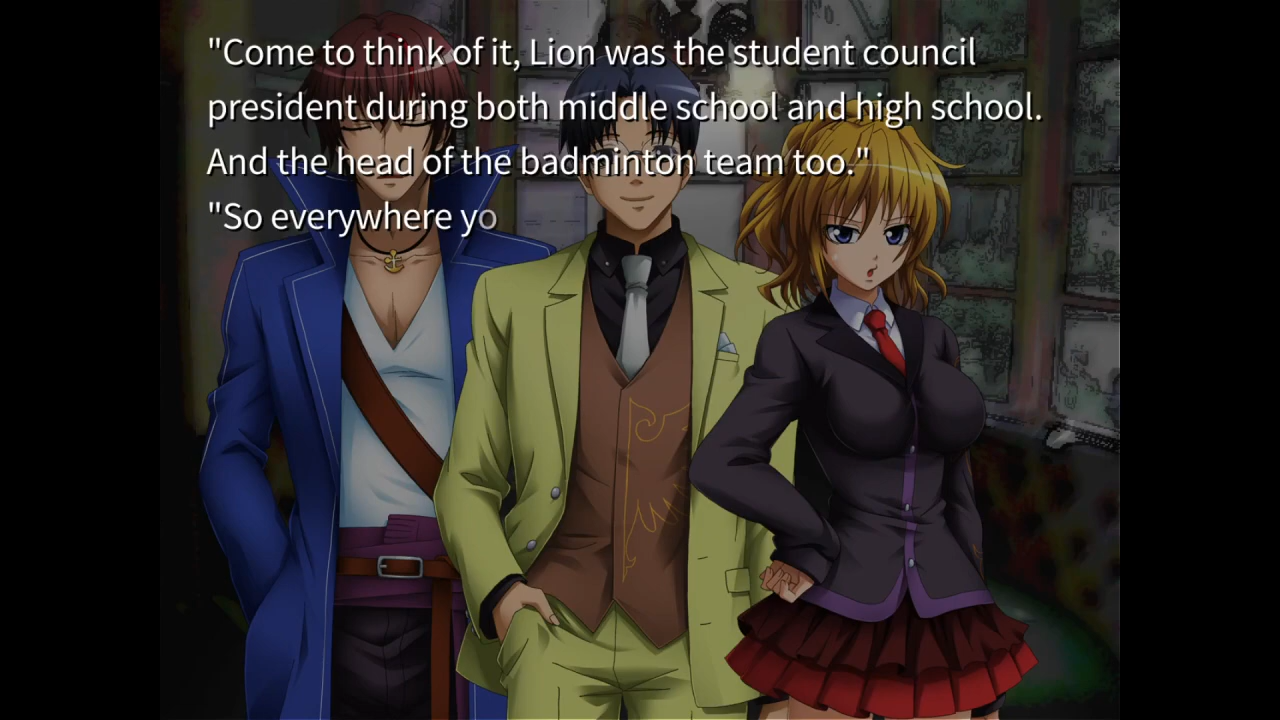 "Come to think of it, Lion was the student council
president during both middle school and high school.
And the head of the badminton team too."
"So everywhere yo